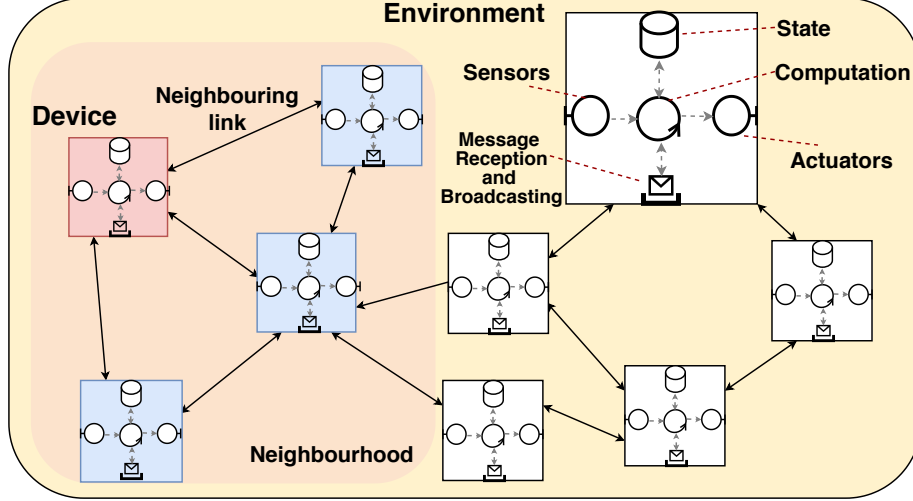 Environment
State
Sensors
Computation
Neighbouring
link
Device
Message
Reception
and
Broadcasting
Actuators
Neighbourhood